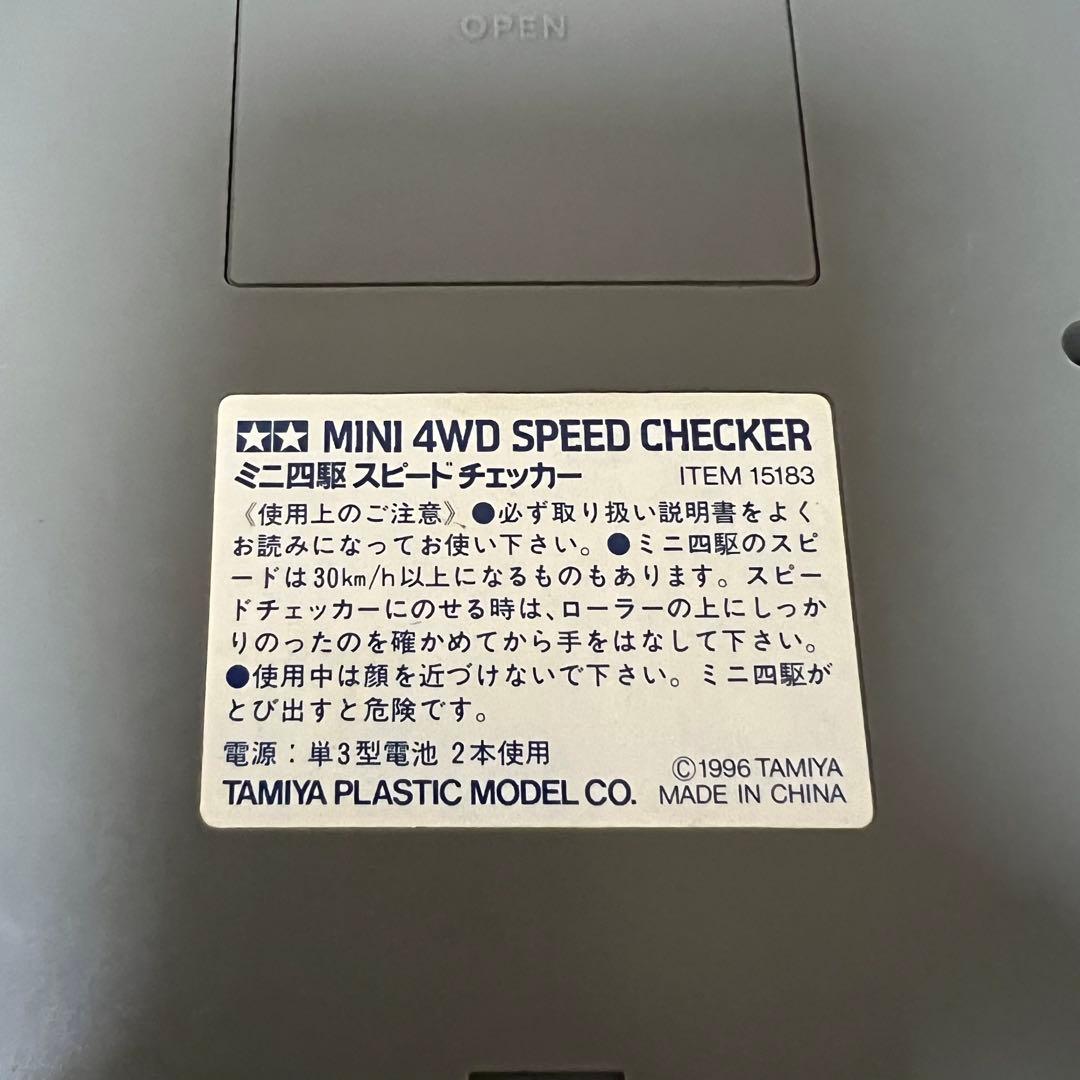 OPEN
MINI 4WD SPEED CHECKER
ミニ四駆 スピードチェッカー ITEM 15183
《使用上のご注意》●必ず取り扱い説明書をよく
お読みになってお使い下さい。●ミニ四駆のスピ
ードは30km/h以上になるものもあります。スピー
ドチェッカーにのせる時は、ローラーの上にしっか
りのったのを確かめてから手をはなして下さい。
●使用中は顔を近づけないで下さい。ミニ四駆が
とび出すと危険です。
電源：単3型電池 2本使用
©1996 TAMIYA
TAMIYA PLASTIC MODEL CO. MADE IN CHINA